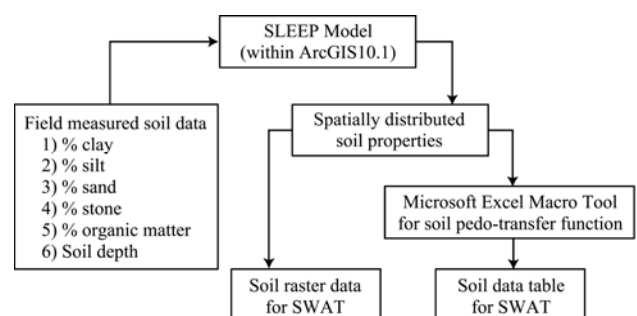 SLEEP Model
(within ArcGIS10.1)
Field measured soil data
1) % clay
2) % silt
3) % sand
4) % stone
5) % organic matter
6) Soil depth
Spatially distributed
soil properties
Microsoft Excel Macro Tool
for soil pedo-transfer function
Soil raster data
for SWAT
Soil data table
for SWAT